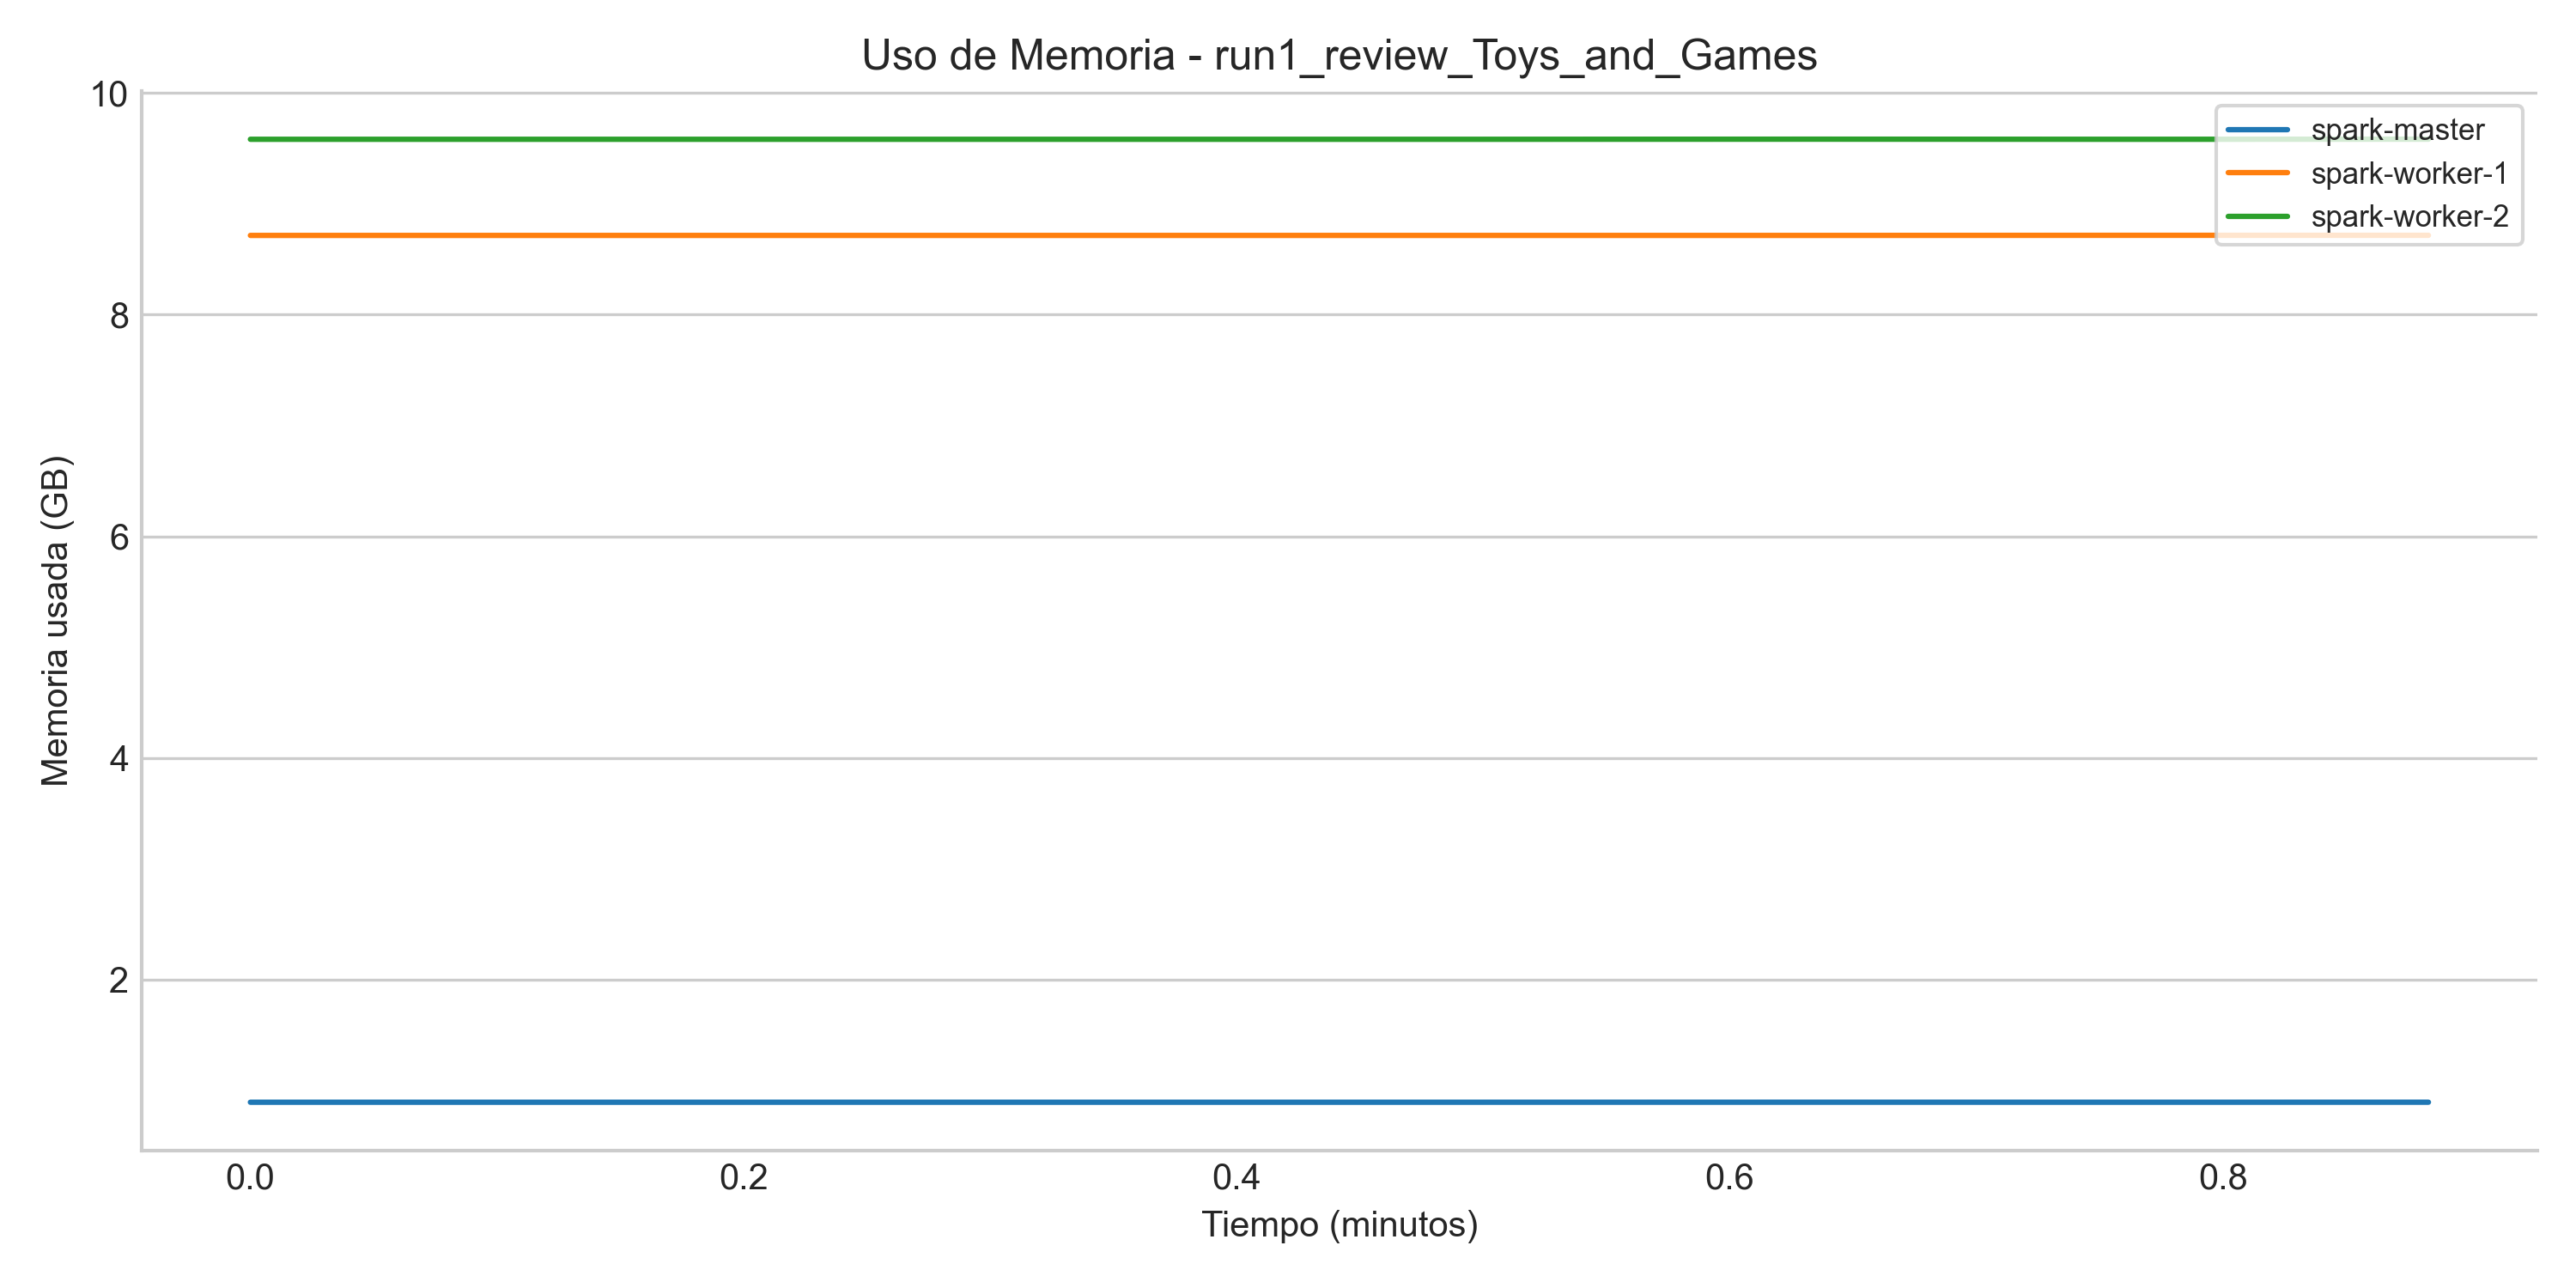 Uso de Memoria - run1_review_Toys_and_Games
10
8
6
4
2
Memoria usada (GB)
spark-master
spark-worker-1
spark-worker-2
0.0 0.2 0.4 0.6 0.8
Tiempo (minutos)